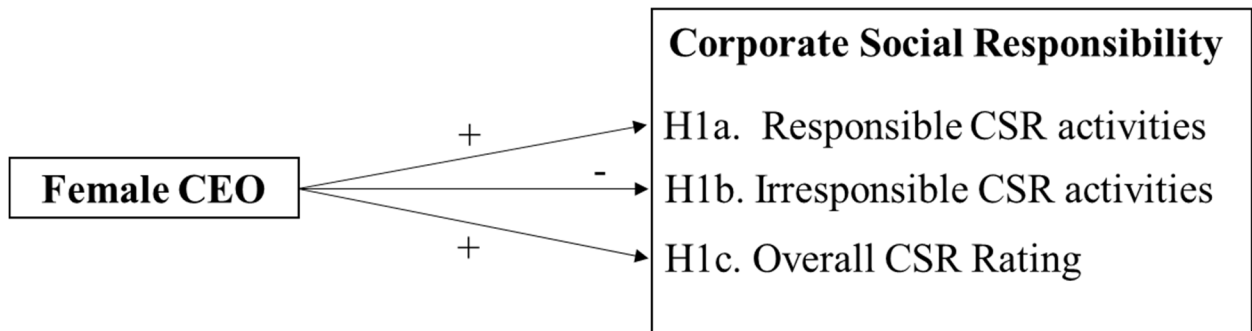 Corporate Social Responsibility
+
H1a. Responsible CSR activities
-
Female CEO
H1b. Irresponsible CSR activities
+
H1c. Overall CSR Rating